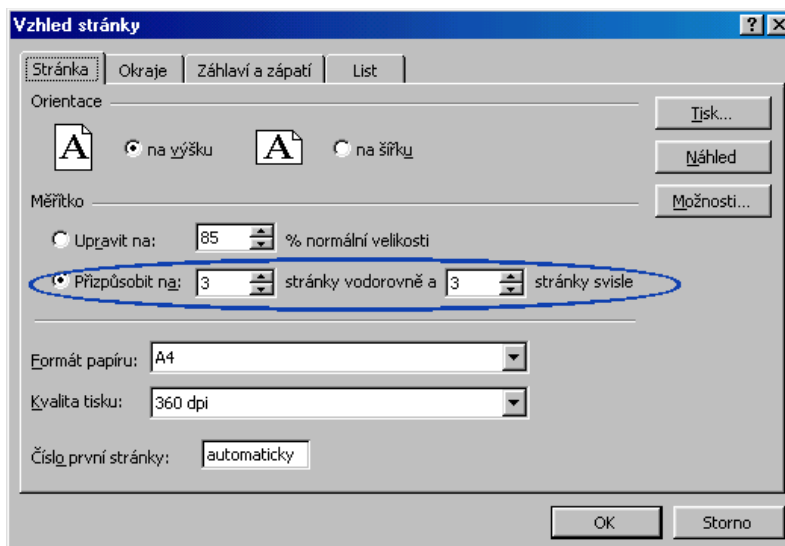 Vzhled stránky
Stránka Okraje Záhlaví a zápatí List
Orientace
A na výšku A na šířku
Měřítko
Upravit na: 85 % normální velikosti
Přizpůsobit na: 3 stránky vodorovně a 3 stránky svisle
Formát papíru: A4
Kvalita tisku: 360 dpi
Číslo první stránky: automaticky
Tisk...
Náhled
Možnosti...
OK Storno